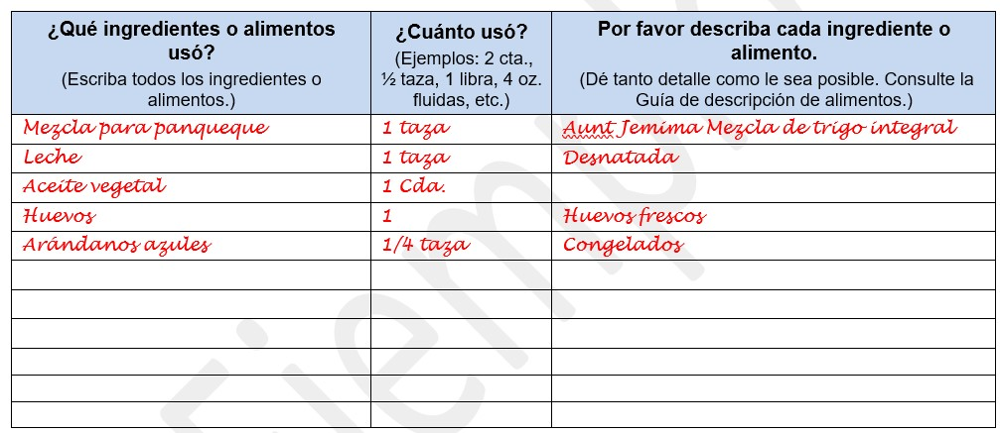 ¿Qué ingredientes o alimentos usó?
(Escriba todos los ingredientes o alimentos.)
¿Cuánto usó?
(Ejemplos: 2 cta., ½ taza, 1 libra, 4 oz. fluidas, etc.)
Por favor describa cada ingrediente o alimento.
(Dé tanto detalle como le sea posible. Consulte la Guía de descripción de alimentos.)
Mezcla para panqueque 1 taza Aunt Jemima Mezcla de trigo integral
Leche 1 taza Desnatada
Aceite vegetal 1 Cda.
Huevos 1 Huevos frescos
Arándanos azules 1/4 taza Congelados